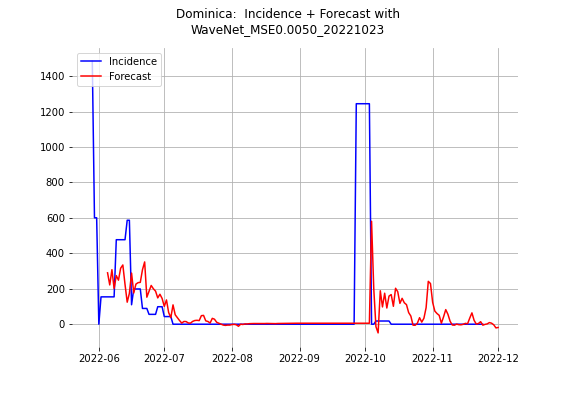 Dominica:  Incidence + Forecast with
WaveNet_MSE0.0050_20221023
Incidence
Forecast
1400
1200
1000
800
600
400
200
0
2022-06 2022-07 2022-08 2022-09 2022-10 2022-11 2022-12